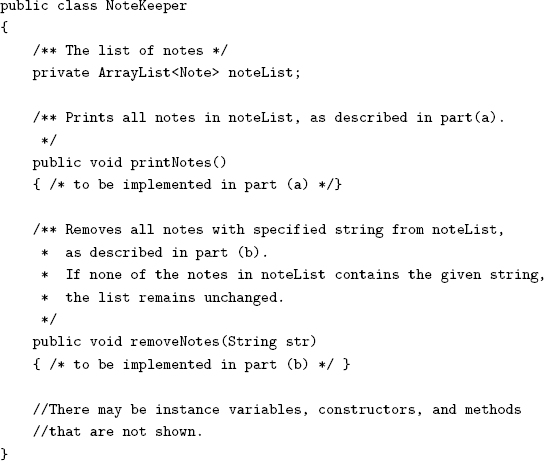 public class NoteKeeper
{
    /** The list of notes */
    private ArrayList<Note> noteList;

    /** Prints all notes in noteList, as described in part(a).
     */
    public void printNotes()
    { /* to be implemented in part (a) */}

    /** Removes all notes with specified string from noteList,
     *  as described in part (b).
     *  If none of the notes in noteList contains the given string,
     *  the list remains unchanged.
     */
    public void removeNotes(String str)
    { /* to be implemented in part (b) */ }

    //There may be instance variables, constructors, and methods
    //that are not shown.
}